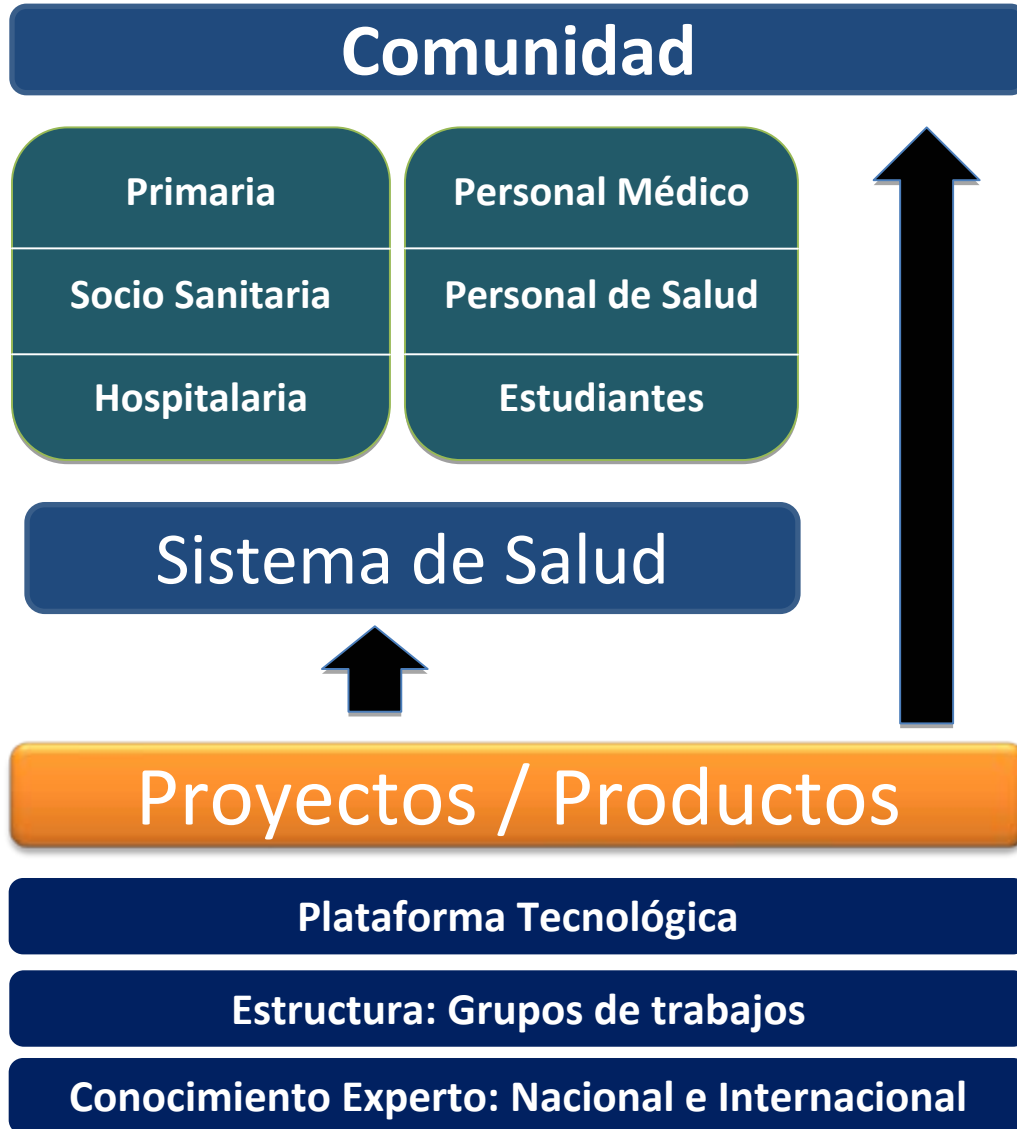 Comunidad
Primaria
Socio Sanitaria
Hospitalaria
Personal Médico
Personal de Salud
Estudiantes
Sistema de Salud
Proyectos / Productos
Plataforma Tecnológica
Estructura: Grupos de trabajos
Conocimiento Experto: Nacional e Internacional